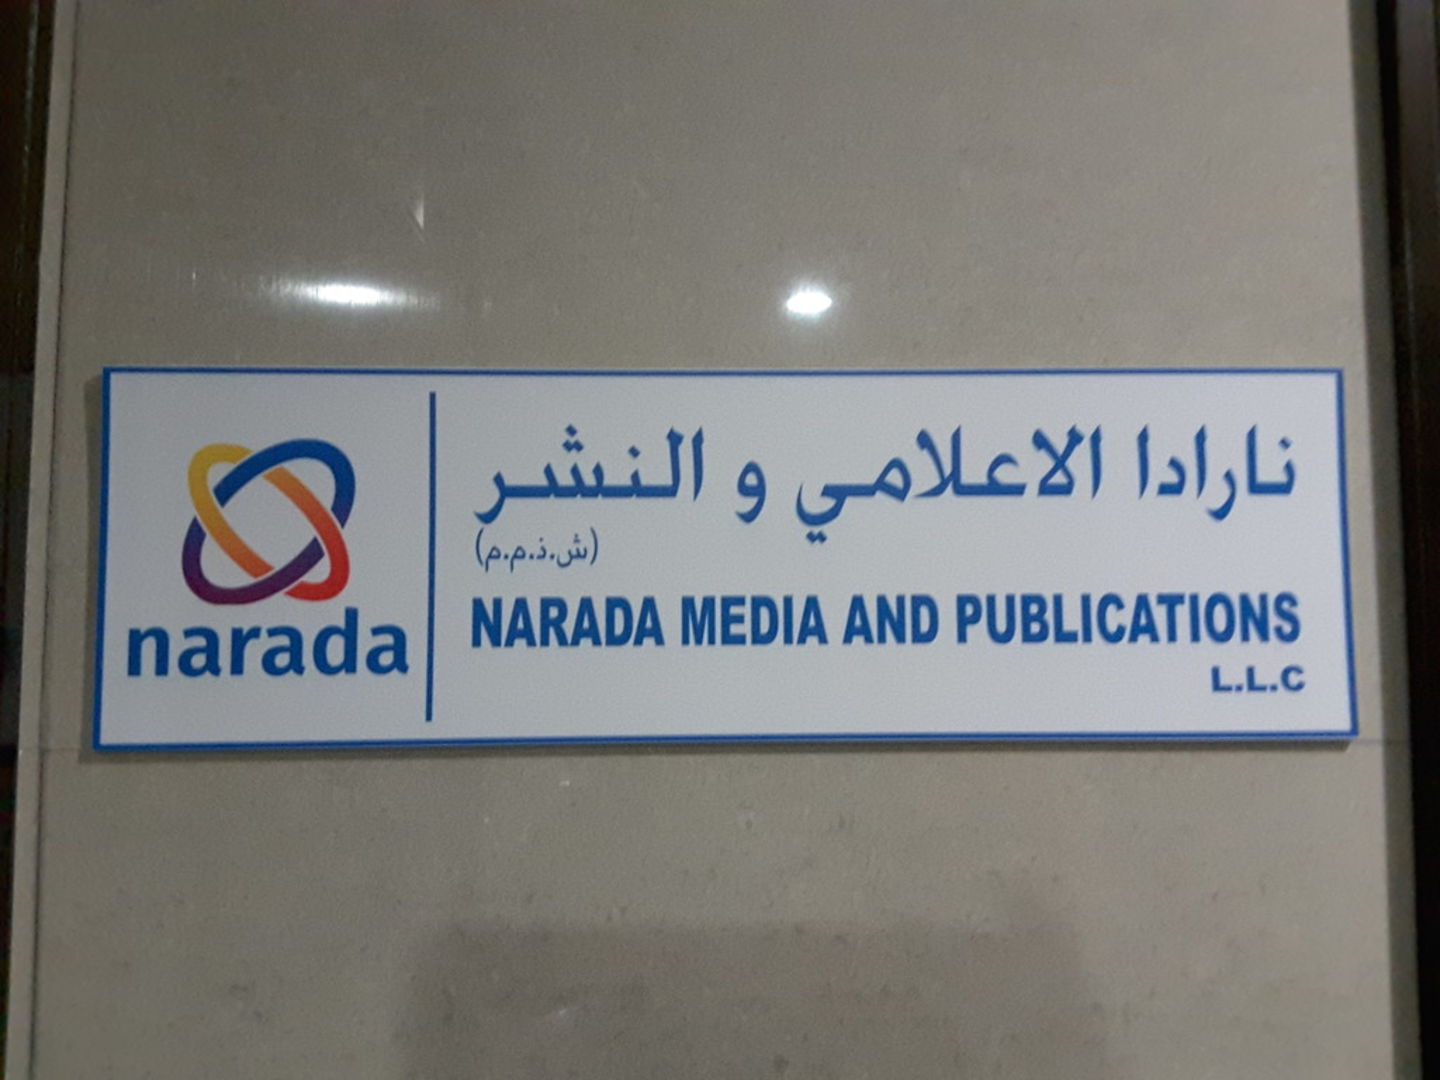 narada
نارادا الاعلامي و النشر
(ش.ذ.م.م)
NARADA MEDIA AND PUBLICATIONS
L.L.C